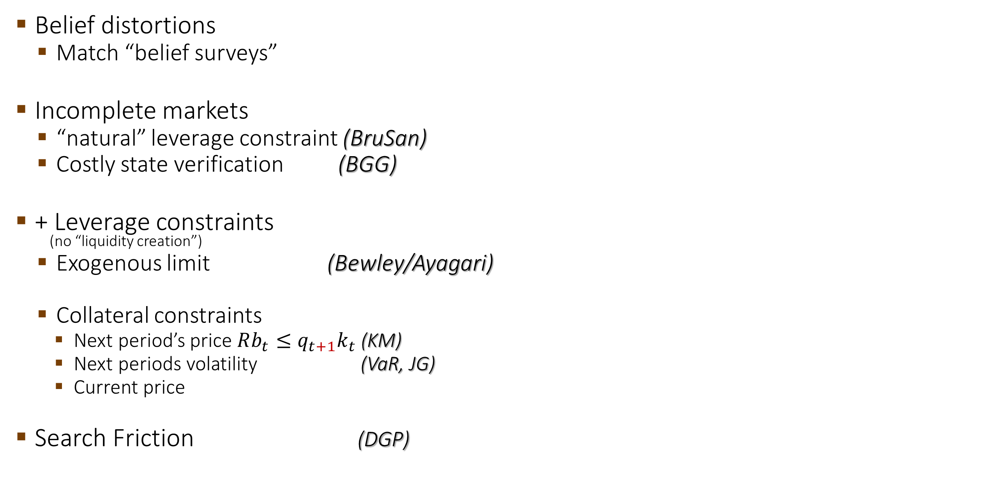 Belief distortions
Match “belief surveys”
Incomplete markets
“natural” leverage constraint (BruSan)
Costly state verification (BGG)
+ Leverage constraints
(no “liquidity creation”)
Exogenous limit (Bewley/Ayagari)
Collateral constraints
Next period’s price $Rb_t \leq q_{t+1}k_t$ (KM)
Next periods volatility (VaR, JG)
Current price
Search Friction (DGP)